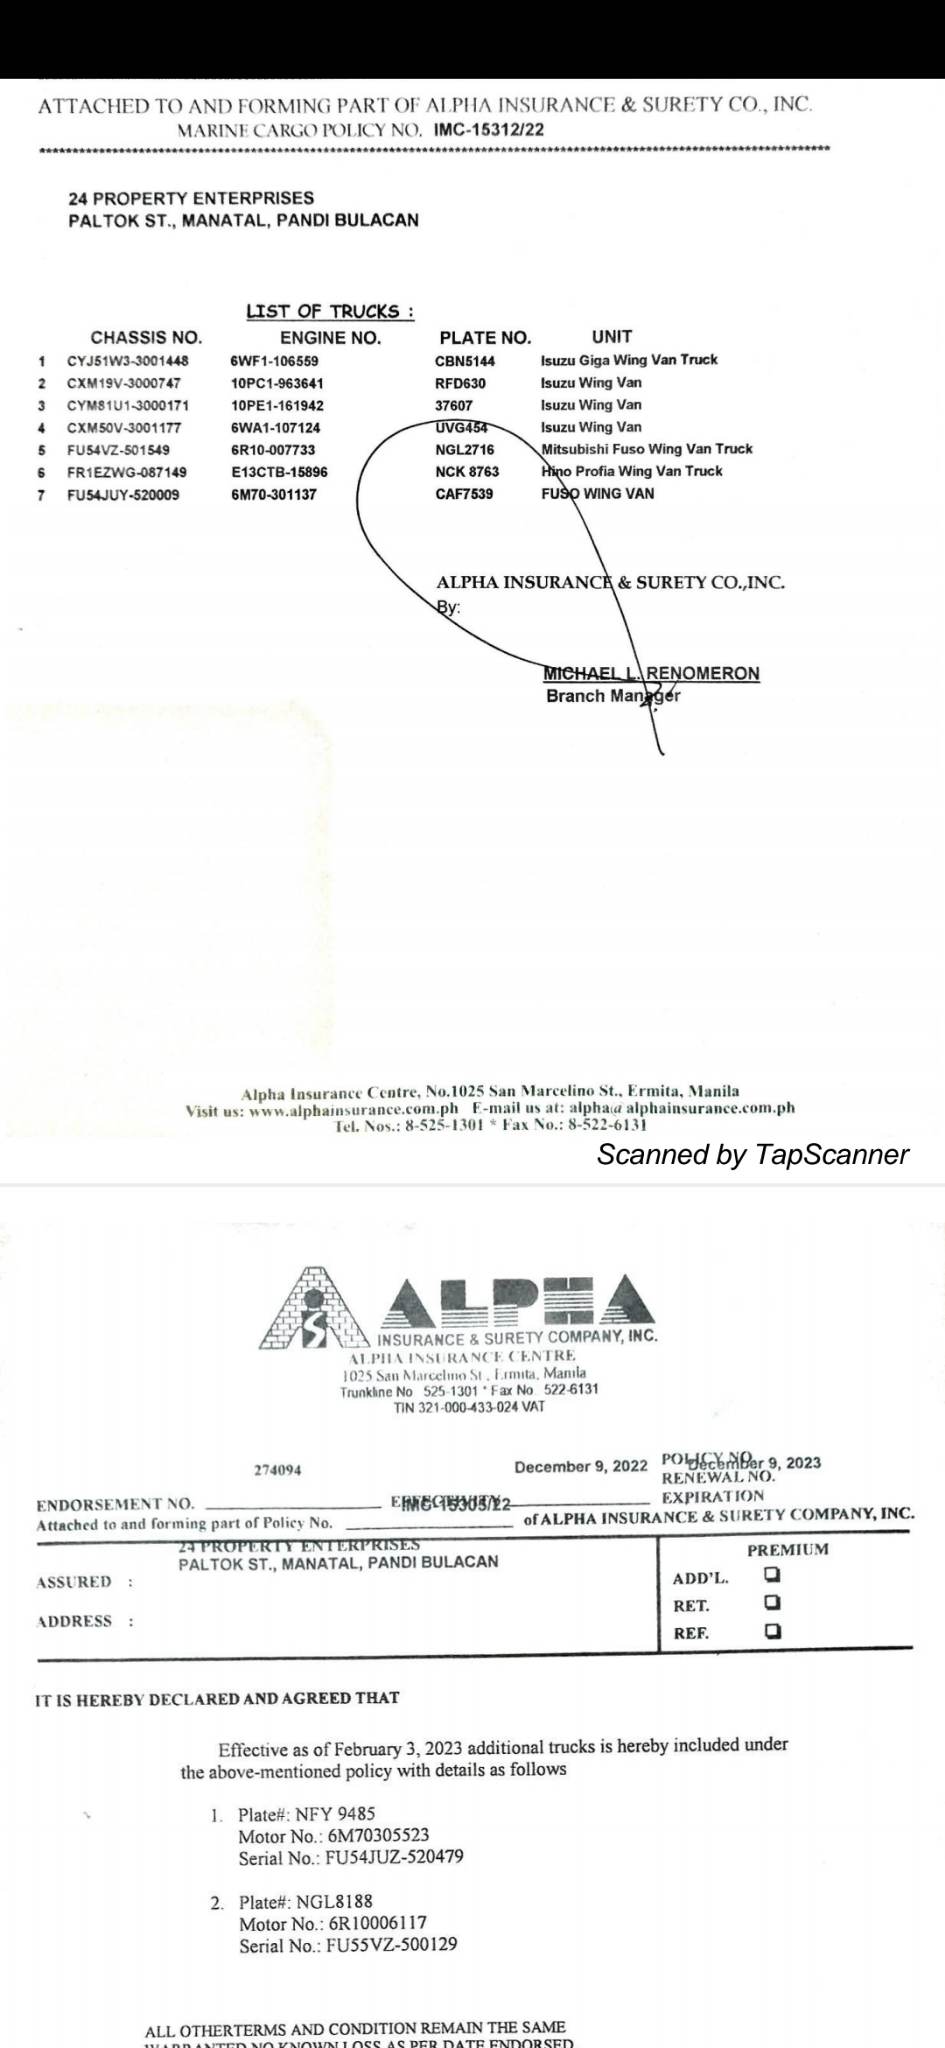 ATTACHED TO AND FORMING PART OF ALPHA INSURANCE & SURETY CO., INC.
MARINE CARGO POLICY NO. IMC-15312/22
24 PROPERTY ENTERPRISES
PALTOK ST., MANATAL, PANDI BULACAN
LIST OF TRUCKS :
CHASSIS NO. ENGINE NO. PLATE NO. UNIT
1 CYJ51W3-3001448 6WF1-106559 CBN5144 Isuzu Giga Wing Van Truck
2 CXM19V-3000747 10PC1-963641 RFD630 Isuzu Wing Van
3 CYM81U1-3000171 10PE1-161942 37607 Isuzu Wing Van
4 CXM50V-3001177 6WA1-107124 UVG454 Isuzu Wing Van
5 FU54VZ-501549 6R10-007733 NGL2716 Mitsubishi Fuso Wing Van Truck
6 FR1EZWG-087149 E13CTB-15896 NCK 8763 Hino Profia Wing Van Truck
7 FU54JUY-520009 6M70-301137 CAF7539 FUSO WING VAN
ALPHA INSURANCE & SURETY CO.,INC.
By:
MICHAEL L. RENOMERON
Branch Manager
Alpha Insurance Centre, No.1025 San Marcelino St., Ermita, Manila
Visit us: www.alphainsurance.com.ph E-mail us at: alpha@alphainsurance.com.ph
Tel. Nos.: 8-525-1301 * Fax No.: 8-522-6131
Scanned by TapScanner
ALPHA
INSURANCE & SURETY COMPANY, INC.
ALPHA INSURANCE CENTRE
1025 San Marcelino St., Ermita, Manila
Trunkline No 525-1301 * Fax No. 522-6131
TIN 321-000-433-024 VAT
274094 December 9, 2022 POLICY NO. December 9, 2023
RENEWAL NO.
ENDORSEMENT NO. EFFECTIVITY IMC-15305/22 EXPIRATION
Attached to and forming part of Policy No. of ALPHA INSURANCE & SURETY COMPANY, INC.
24 PROPERTY ENTERPRISES
PALTOK ST., MANATAL, PANDI BULACAN
PREMIUM
ASSURED :
ADD'L.
RET.
ADDRESS :
REF.
IT IS HEREBY DECLARED AND AGREED THAT
Effective as of February 3, 2023 additional trucks is hereby included under
the above-mentioned policy with details as follows
1. Plate#: NFY 9485
Motor No.: 6M70305523
Serial No.: FU54JUZ-520479
2. Plate#: NGL8188
Motor No.: 6R10006117
Serial No.: FU55VZ-500129
ALL OTHERTERMS AND CONDITION REMAIN THE SAME
WARRANTED NO KNOWN LOSS AS PER DATE ENDORSED